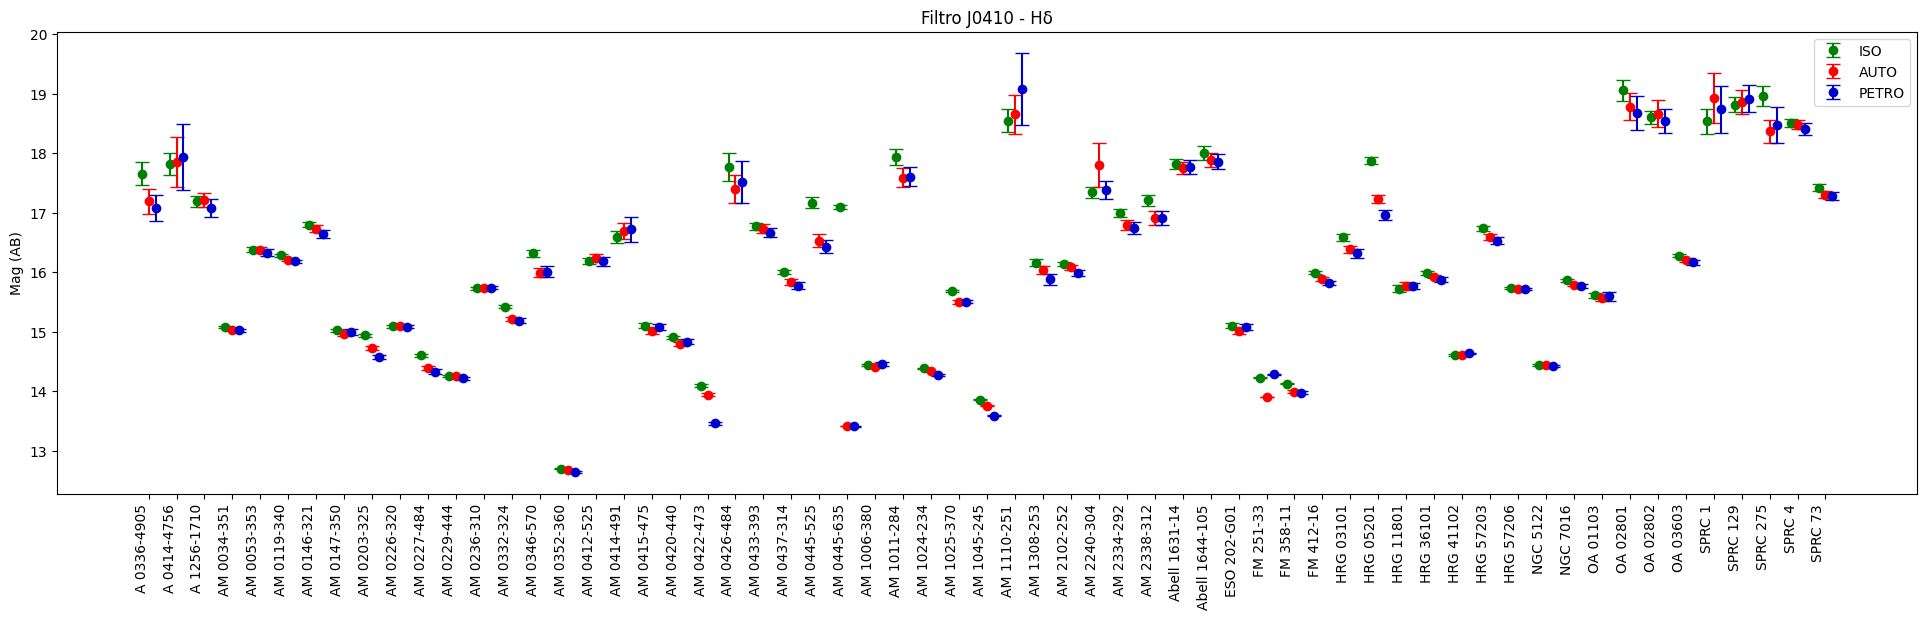 Filtro J0410 - Hδ
20
19
18
17
16
15
14
13
Mag (AB)
ISO
AUTO
PETRO
A 0336-4905
A 0414-4756
A 1256-1710
AM 0034-351
AM 0053-353
AM 0119-340
AM 0146-321
AM 0147-350
AM 0203-325
AM 0226-320
AM 0227-484
AM 0229-444
AM 0236-310
AM 0332-324
AM 0346-570
AM 0352-360
AM 0412-525
AM 0414-491
AM 0415-475
AM 0420-440
AM 0422-473
AM 0426-484
AM 0433-393
AM 0437-314
AM 0445-525
AM 0445-635
AM 1006-380
AM 1011-284
AM 1024-234
AM 1025-370
AM 1045-245
AM 1110-251
AM 1308-253
AM 2102-252
AM 2240-304
AM 2334-292
AM 2338-312
Abell 1631-14
Abell 1644-105
ESO 202-G01
FM 251-33
FM 358-11
FM 412-16
HRG 03101
HRG 05201
HRG 11801
HRG 36101
HRG 41102
HRG 57203
HRG 57206
NGC 5122
NGC 7016
OA 01103
OA 02801
OA 02802
OA 03603
SPRC 1
SPRC 129
SPRC 275
SPRC 4
SPRC 73